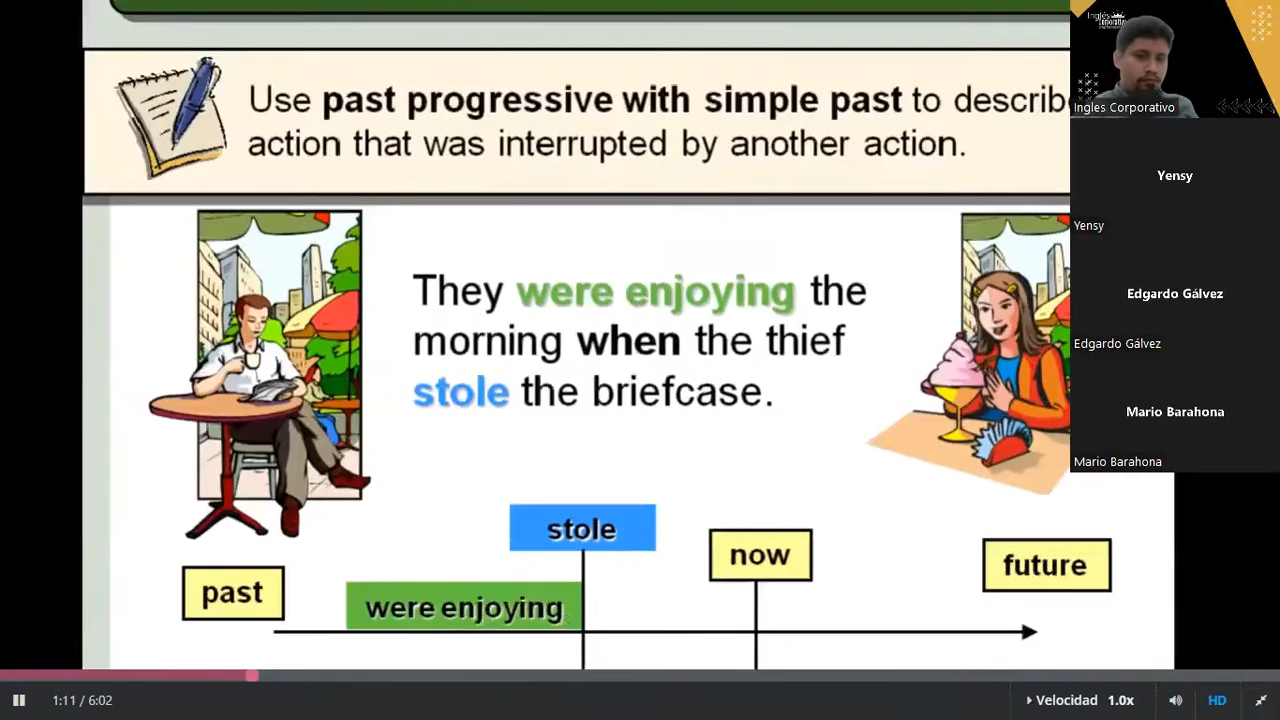 Use past progressive with simple past to describ
action that was interrupted by another action.
They were enjoying the
morning when the thief
stole the briefcase.
stole
now
future
past
were enjoying
Inglés
Corporativo
Ingles Corporativo
Yensy
Yensy
Edgardo Gálvez
Edgardo Gálvez
Mario Barahona
Mario Barahona
1:11 / 6:02
Velocidad 1.0x
HD